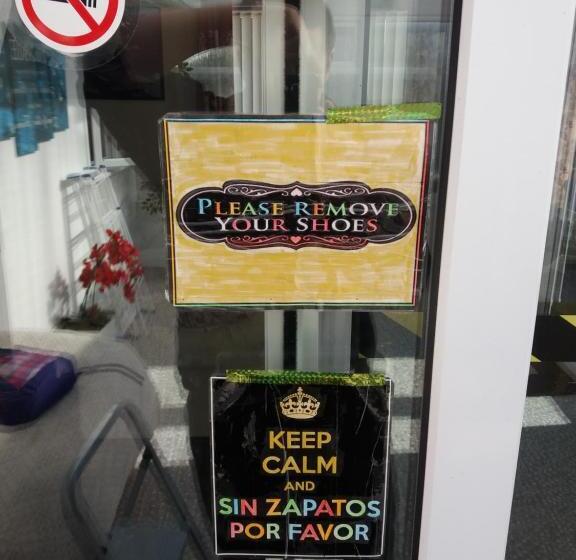 PLEASE REMOVE
YOUR SHOES
KEEP
CALM
AND
SIN ZAPATOS
POR FAVOR